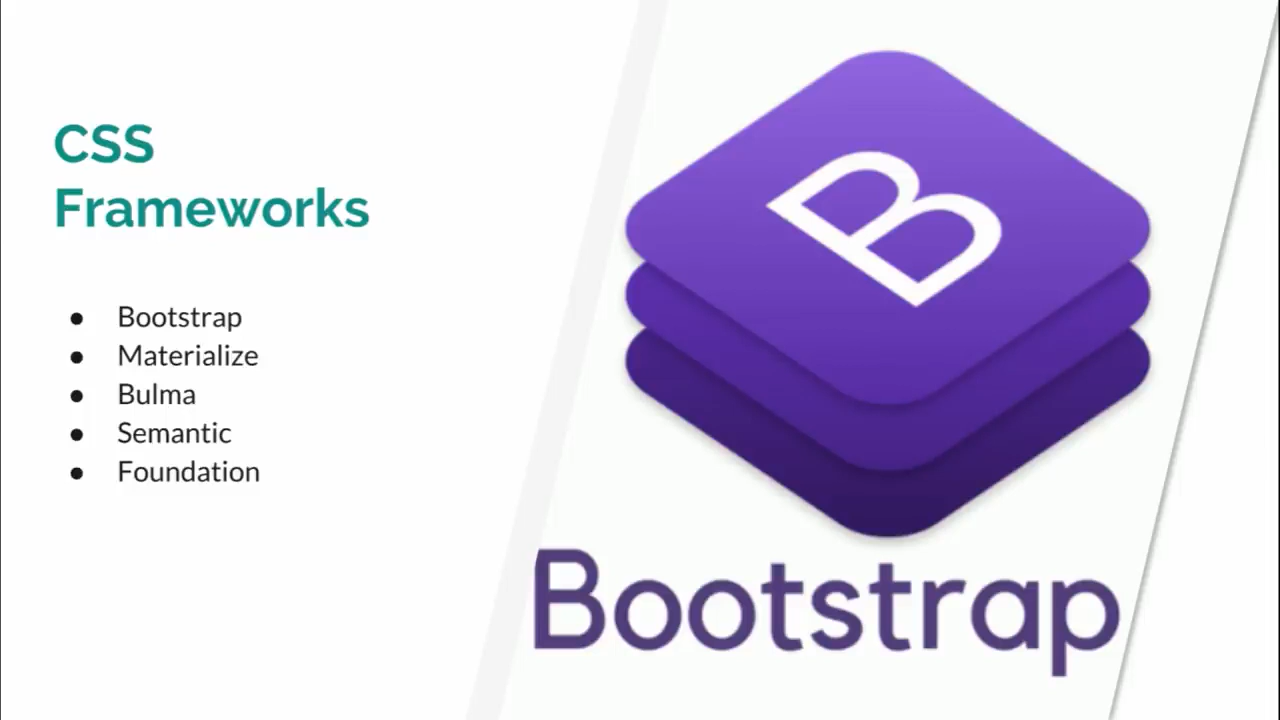 CSS
Frameworks
● Bootstrap
● Materialize
● Bulma
● Semantic
● Foundation
B
Bootstrap